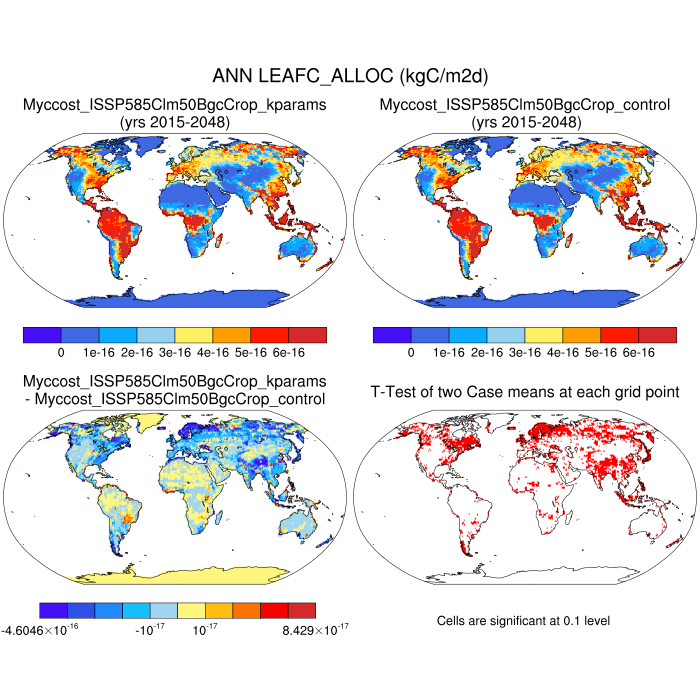 ANN LEAFC_ALLOC (kgC/m2d)
Myccost_ISSP585Clm50BgcCrop_kparams
(yrs 2015-2048)
Myccost_ISSP585Clm50BgcCrop_control
(yrs 2015-2048)
0 1e-16 2e-16 3e-16 4e-16 5e-16 6e-16
0 1e-16 2e-16 3e-16 4e-16 5e-16 6e-16
Myccost_ISSP585Clm50BgcCrop_kparams
- Myccost_ISSP585Clm50BgcCrop_control
T-Test of two Case means at each grid point
-4.6046×10⁻¹⁶ -10⁻¹⁷ 10⁻¹⁷ 8.429×10⁻¹⁷
Cells are significant at 0.1 level